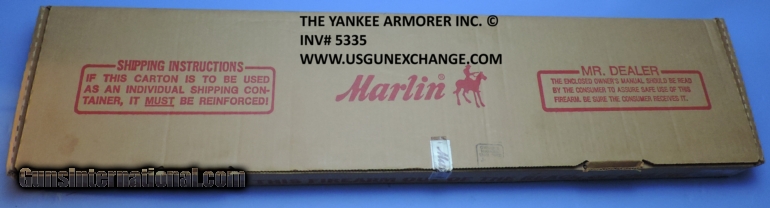 THE YANKEE ARMORER INC. ©
INV# 5335
WWW.USGUNEXCHANGE.COM
SHIPPING INSTRUCTIONS
IF THIS CARTON IS TO BE USED
AS AN INDIVIDUAL SHIPPING CON-
TAINER, IT MUST BE REINFORCED!
Marlin®
MR. DEALER
THE ENCLOSED OWNER'S MANUAL SHOULD BE READ
BY THE CONSUMER TO ACQUIRE SAFE USE OF THIS
FIREARM. BE SURE THE CONSUMER RECEIVES IT.
GunsInternational.com